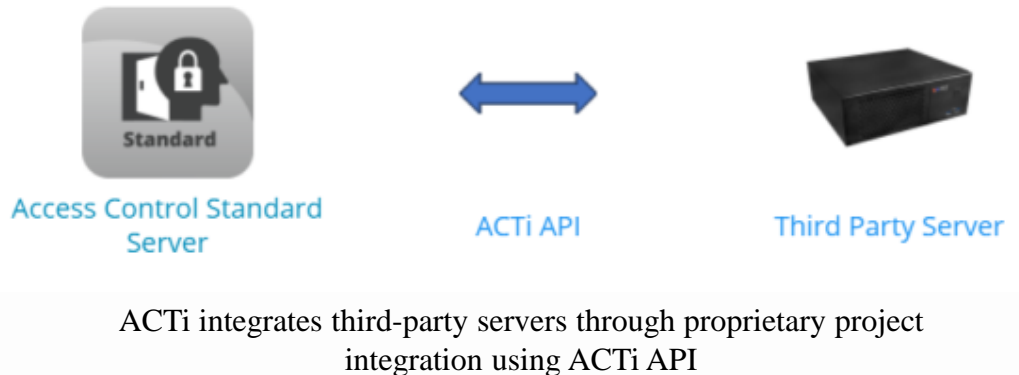 Standard
Access Control Standard
Server
ACTi API
Third Party Server
ACTi integrates third-party servers through proprietary project
integration using ACTi API